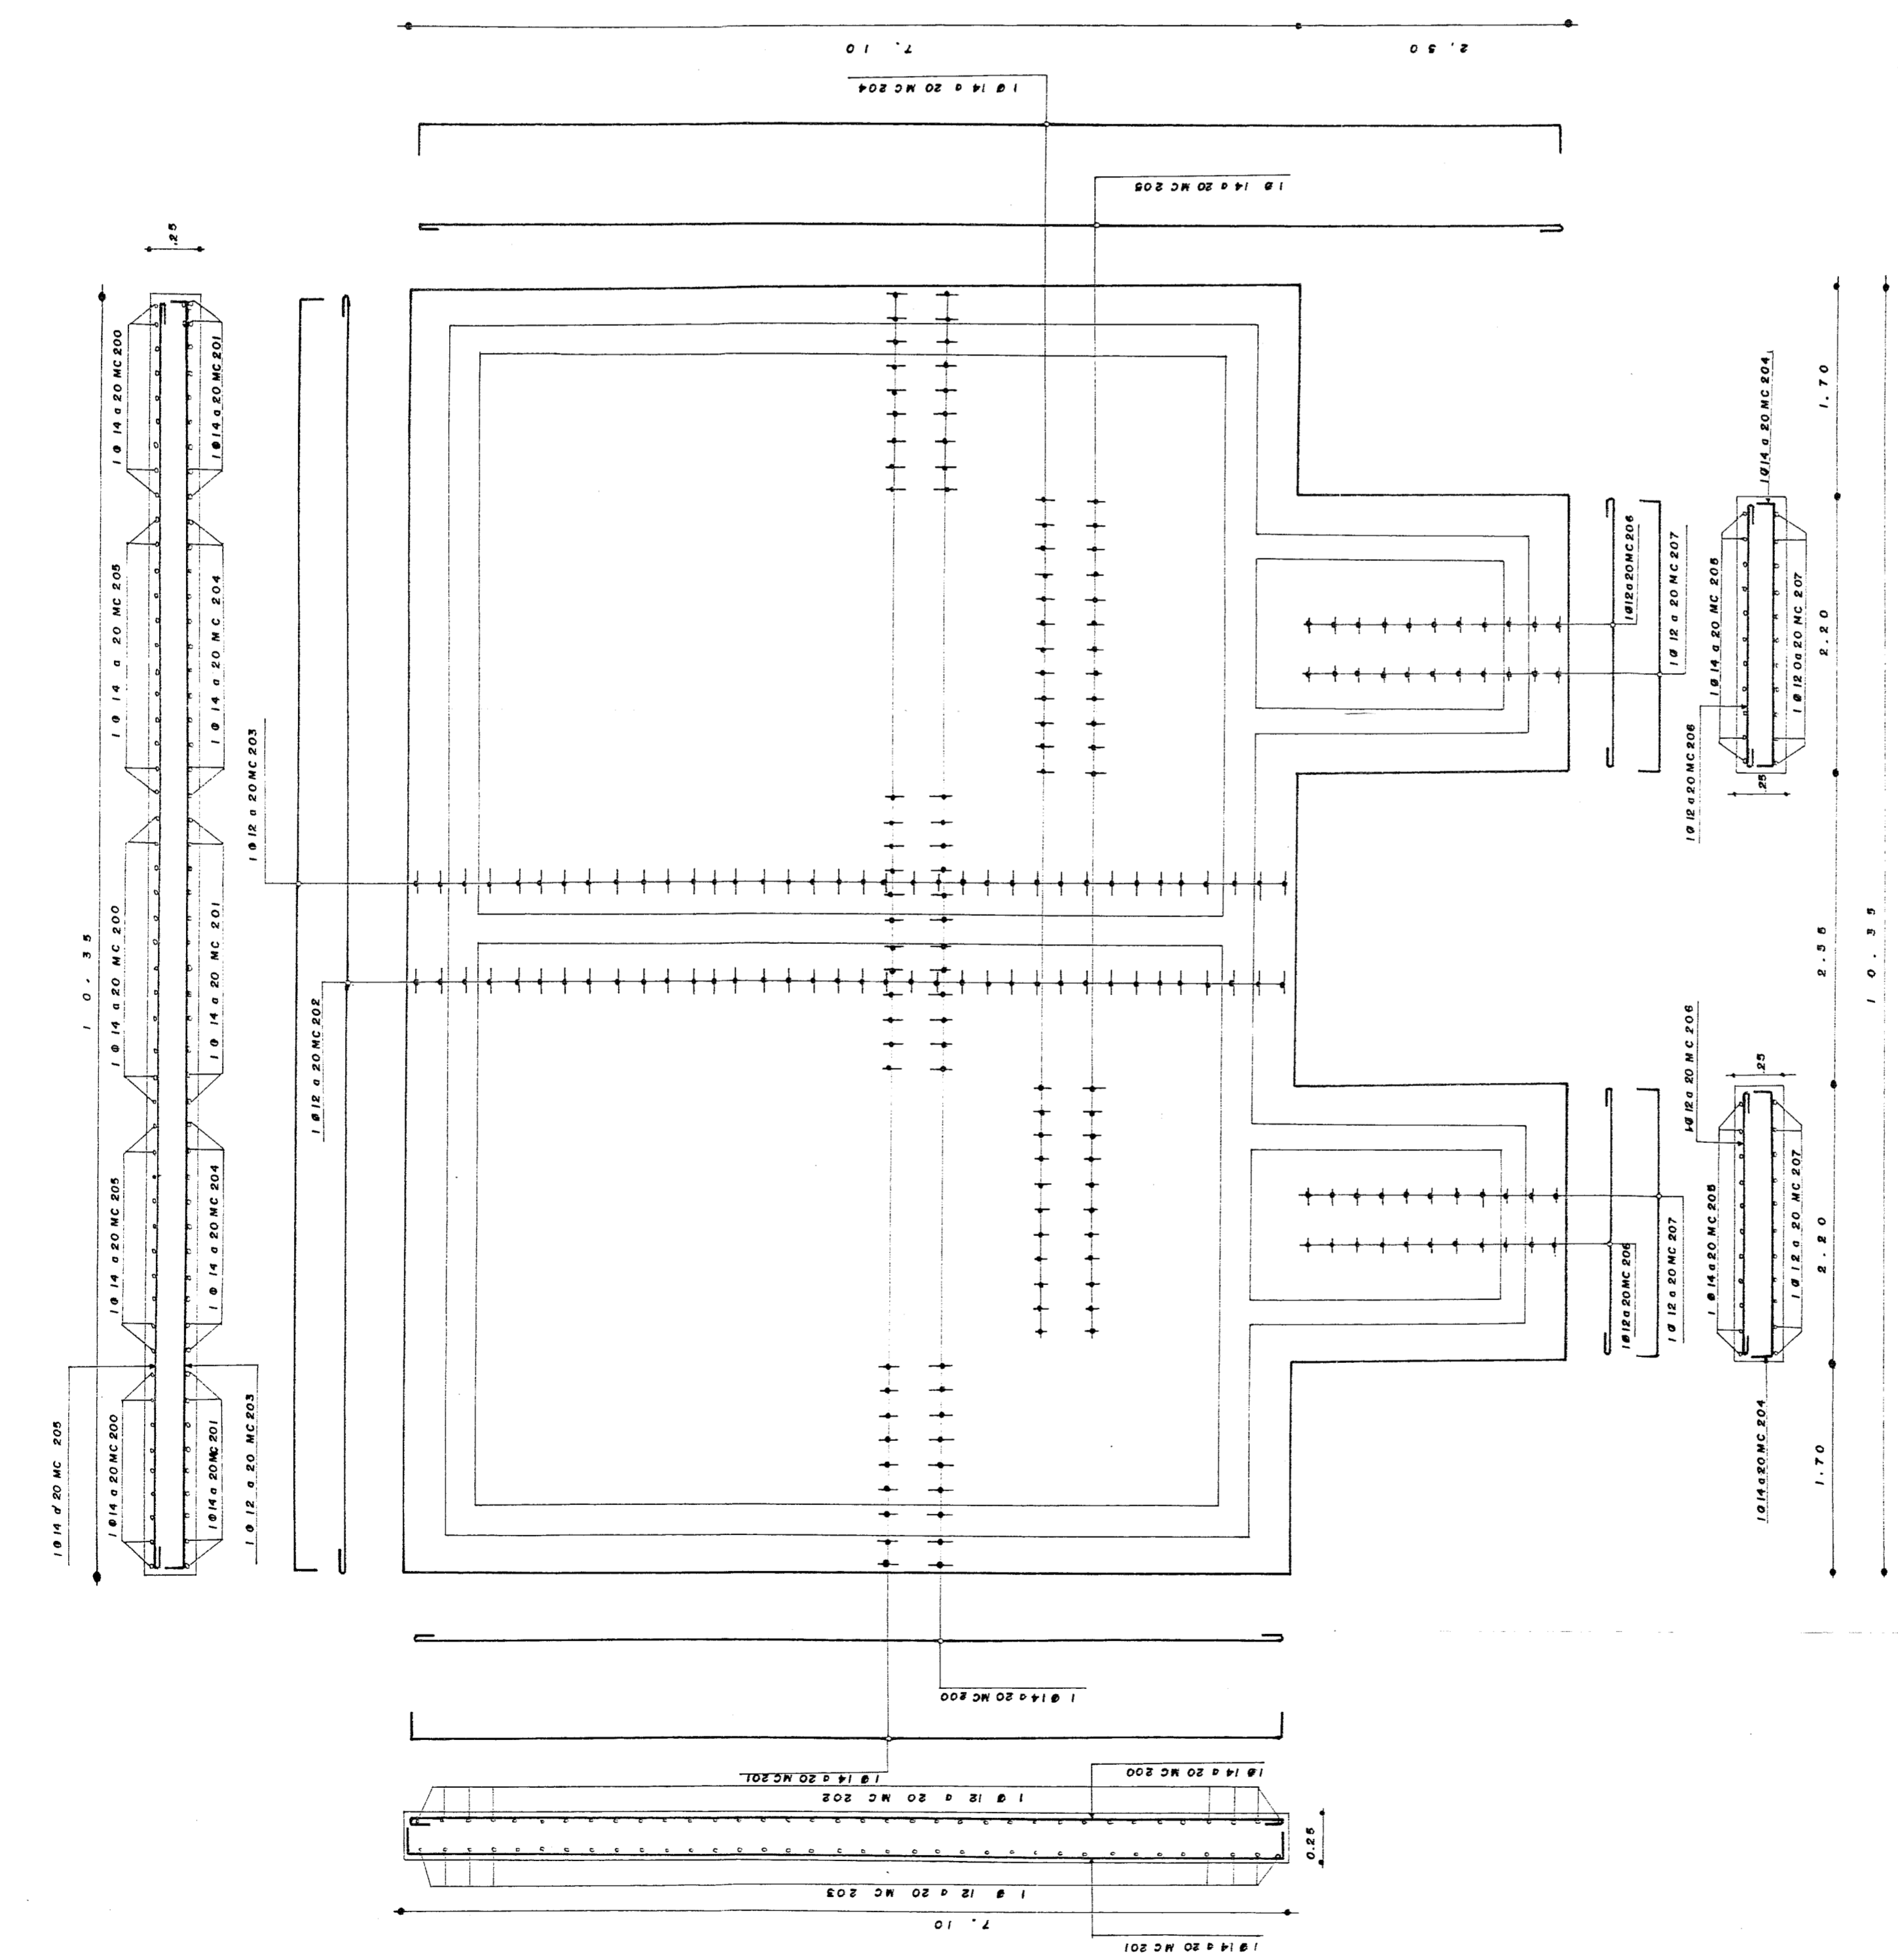 7.10
2,50
1 Ø 14 a 20 MC 204
1 Ø 14 a 20 MC 205
.25
1 Ø 14 a 20 MC 200
1 Ø 14 a 20 MC 201
1 Ø 14 a 20 MC 205
1 Ø 14 a 20 MC 204
1 Ø 14 a 20 MC 200
1 Ø 14 a 20 MC 201
1 Ø 14 a 20 MC 205
1 Ø 14 a 20 MC 204
1 Ø 14 a 20 MC 200
1 Ø 14 a 20 MC 201
10.35
1 Ø 14 a 20 MC 205
1 Ø 12 a 20 MC 203
1 Ø 12 a 20 MC 203
1 Ø 12 a 20 MC 202
1 Ø 12 a 20 MC 206
1 Ø 12 a 20 MC 207
1 Ø 14 a 20 MC 204
1 Ø 14 a 20 MC 205
1 Ø 12 0 a 20 MC 207
1 Ø 12 a 20 MC 206
.25
1.70
2.20
2.55
2.20
1.70
10.35
1 Ø 12 a 20 MC 206
.25
1 Ø 14 a 20 MC 205
1 Ø 12 a 20 MC 207
1 Ø 14 a 20 MC 204
1 Ø 12 a 20 MC 206
1 Ø 12 a 20 MC 207
1 Ø 14 a 20 MC 200
1 Ø 14 a 20 MC 201
1 Ø 14 a 20 MC 200
1 Ø 12 a 20 MC 202
0.25
1 Ø 12 a 20 MC 203
7.10
1 Ø 14 a 20 MC 201